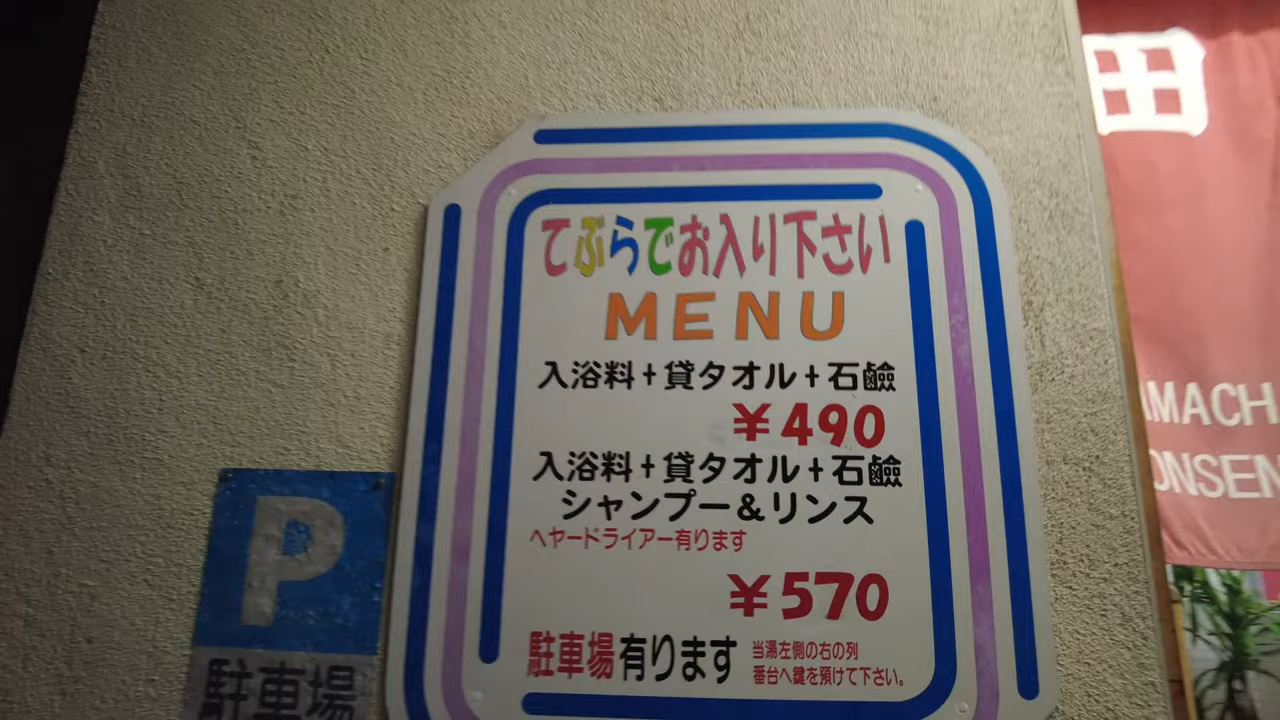 てぶらでお入り下さい
MENU
入浴料+貸タオル+石鹼
¥490
入浴料+貸タオル+石鹼
シャンプー&リンス
ヘヤードライアー有ります
¥570
駐車場有ります
当湯左側の右の列
番台へ鍵を預けて下さい。
P
駐車場
田
MACH
ONSEN